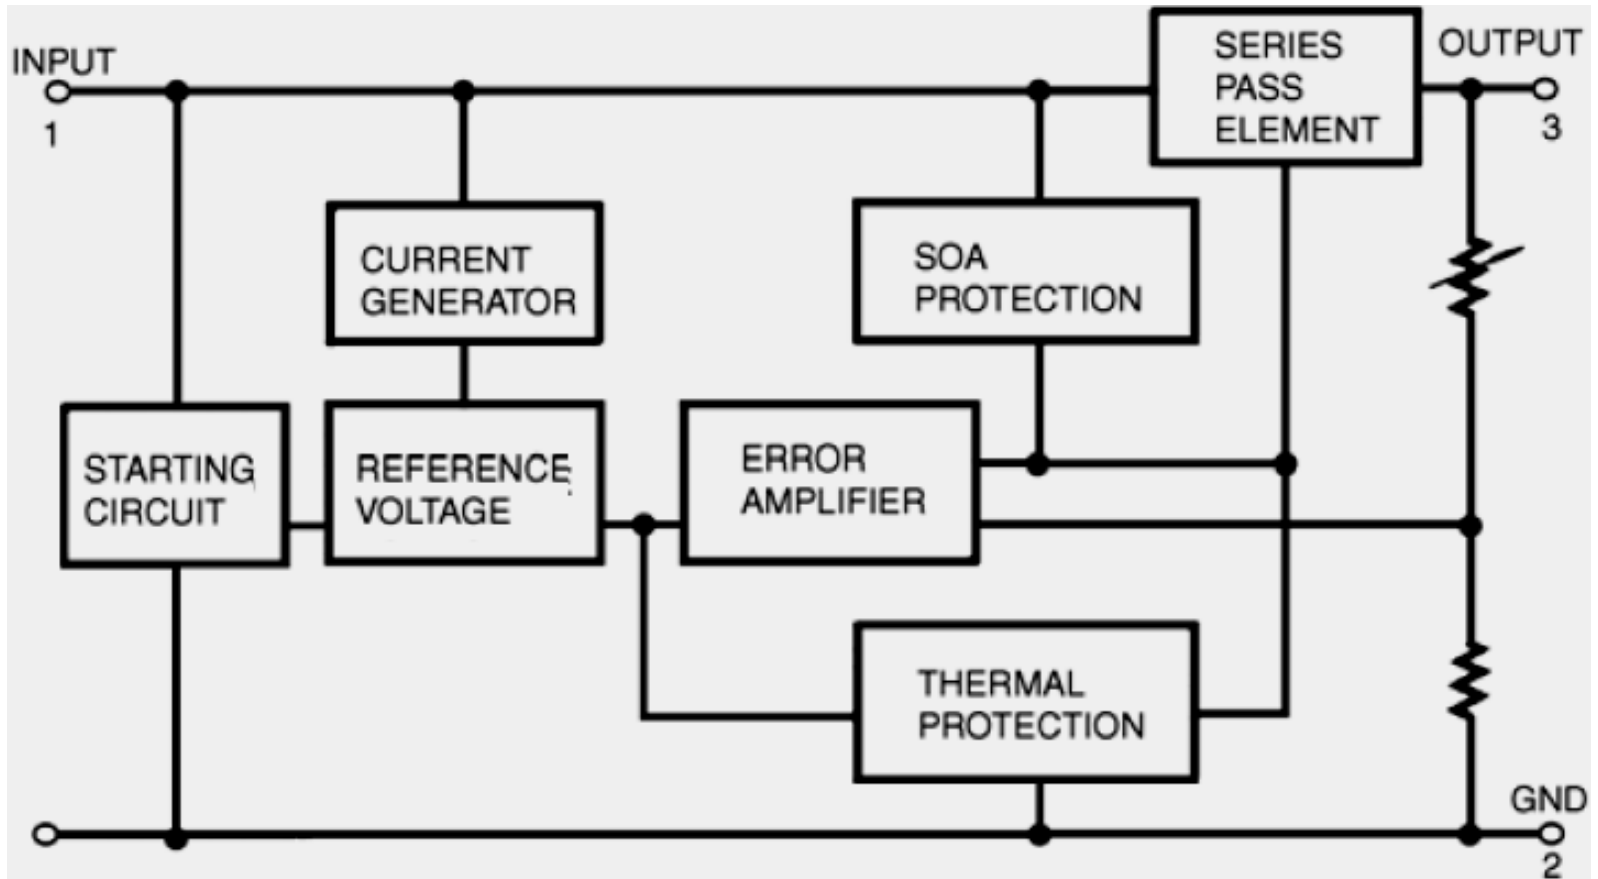 INPUT
1
SERIES
PASS
ELEMENT
OUTPUT
3
CURRENT
GENERATOR
SOA
PROTECTION
STARTING
CIRCUIT
REFERENCE
VOLTAGE
ERROR
AMPLIFIER
THERMAL
PROTECTION
GND
2